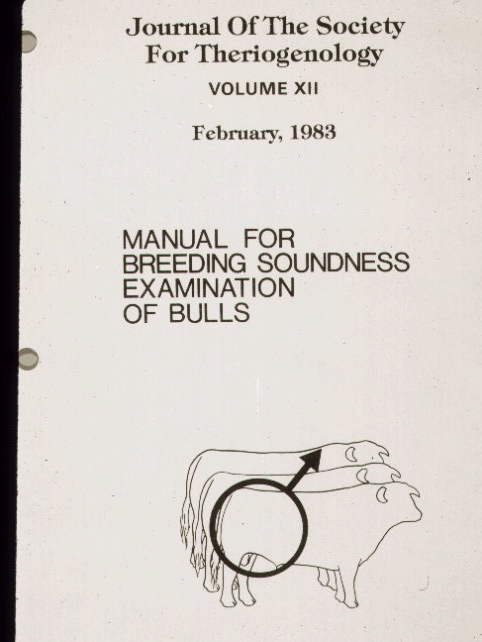 Journal Of The Society
For Theriogenology
VOLUME XII
February, 1983
MANUAL FOR
BREEDING SOUNDNESS
EXAMINATION
OF BULLS